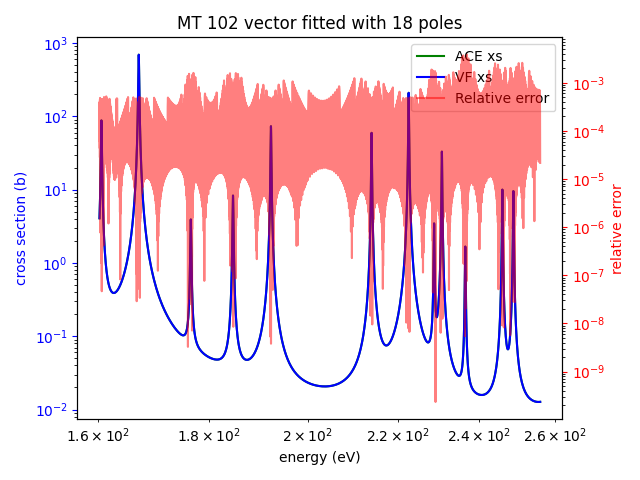 MT 102 vector fitted with 18 poles
ACE xs
VF xs
Relative error
cross section (b)
10³
10²
10¹
10⁰
10⁻¹
10⁻²
10⁻³
10⁻⁴
10⁻⁵
10⁻⁶
10⁻⁷
10⁻⁸
10⁻⁹
relative error
1.6 × 10² 1.8 × 10² 2 × 10² 2.2 × 10² 2.4 × 10² 2.6 × 10²
energy (eV)